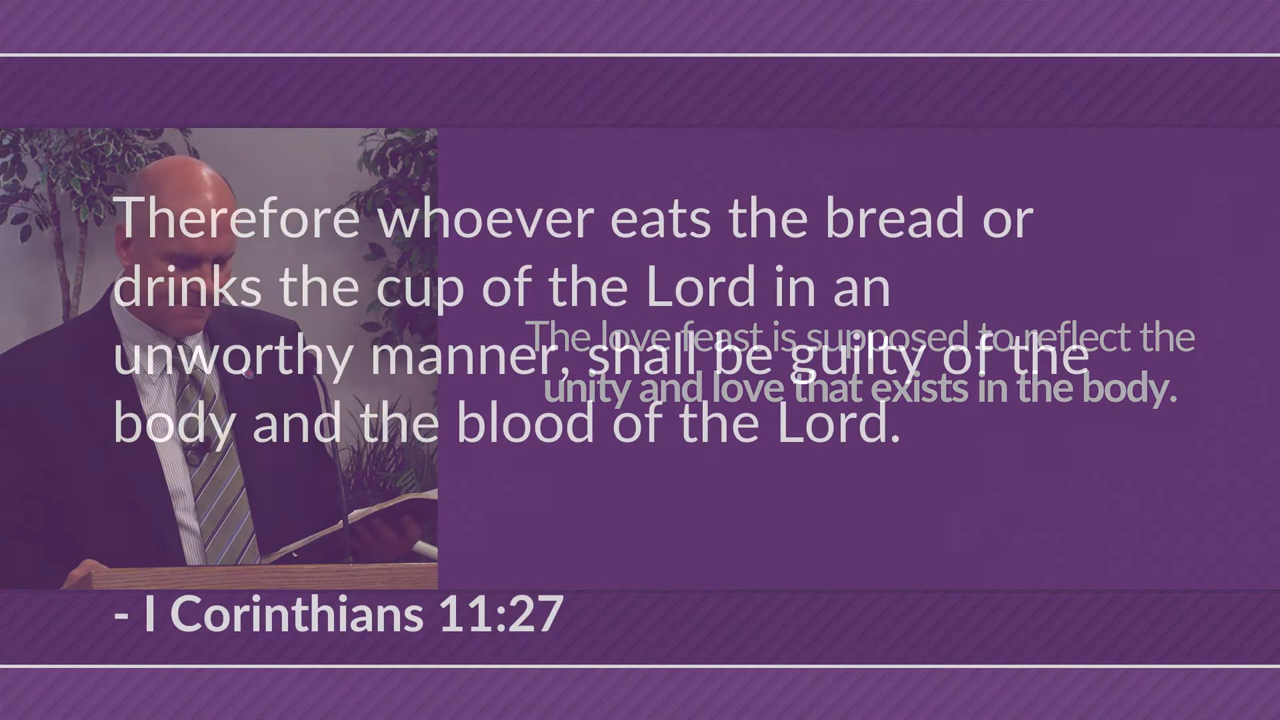 Therefore whoever eats the bread or
drinks the cup of the Lord in an
unworthy manner, shall be guilty of the
body and the blood of the Lord.
The love feast is supposed to reflect the
unity and love that exists in the body.
- I Corinthians 11:27